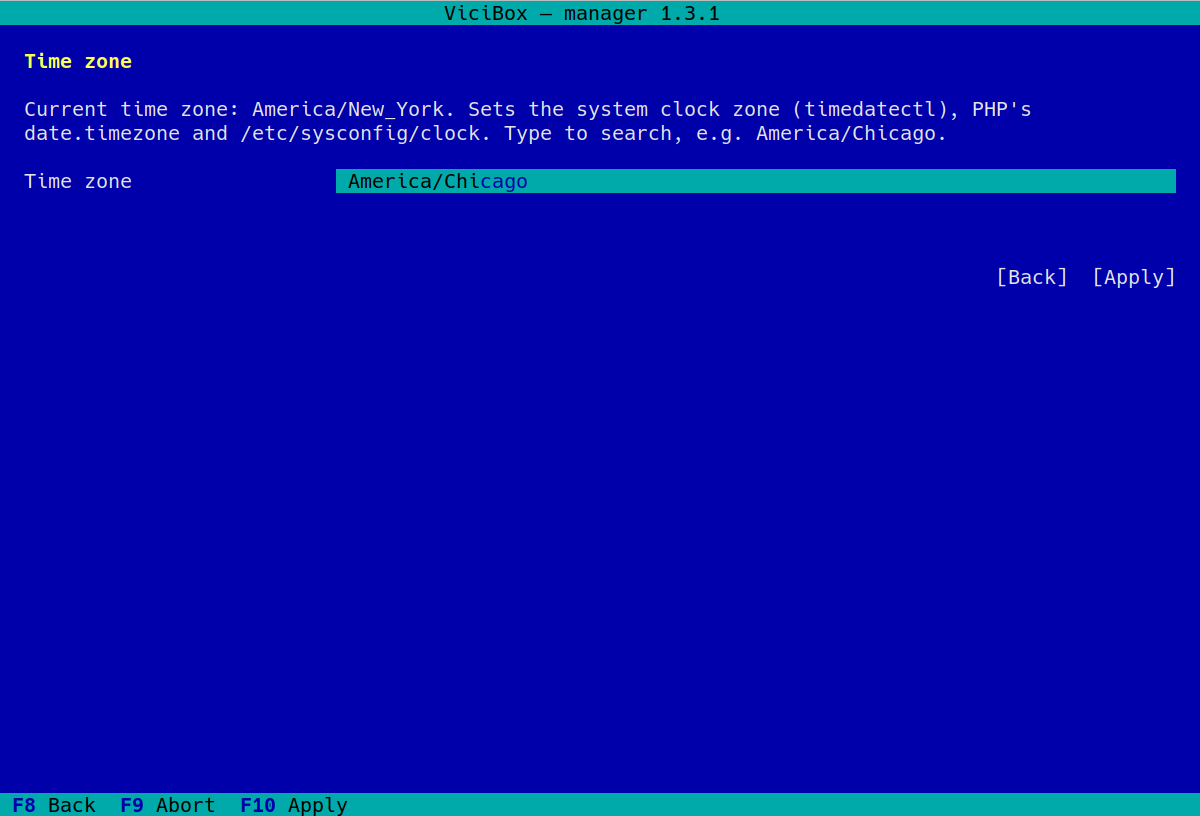 ViciBox — manager 1.3.1
Time zone
Current time zone: America/New_York. Sets the system clock zone (timedatectl), PHP's
date.timezone and /etc/sysconfig/clock. Type to search, e.g. America/Chicago.
Time zone America/Chicago
[Back] [Apply]
F8 Back F9 Abort F10 Apply